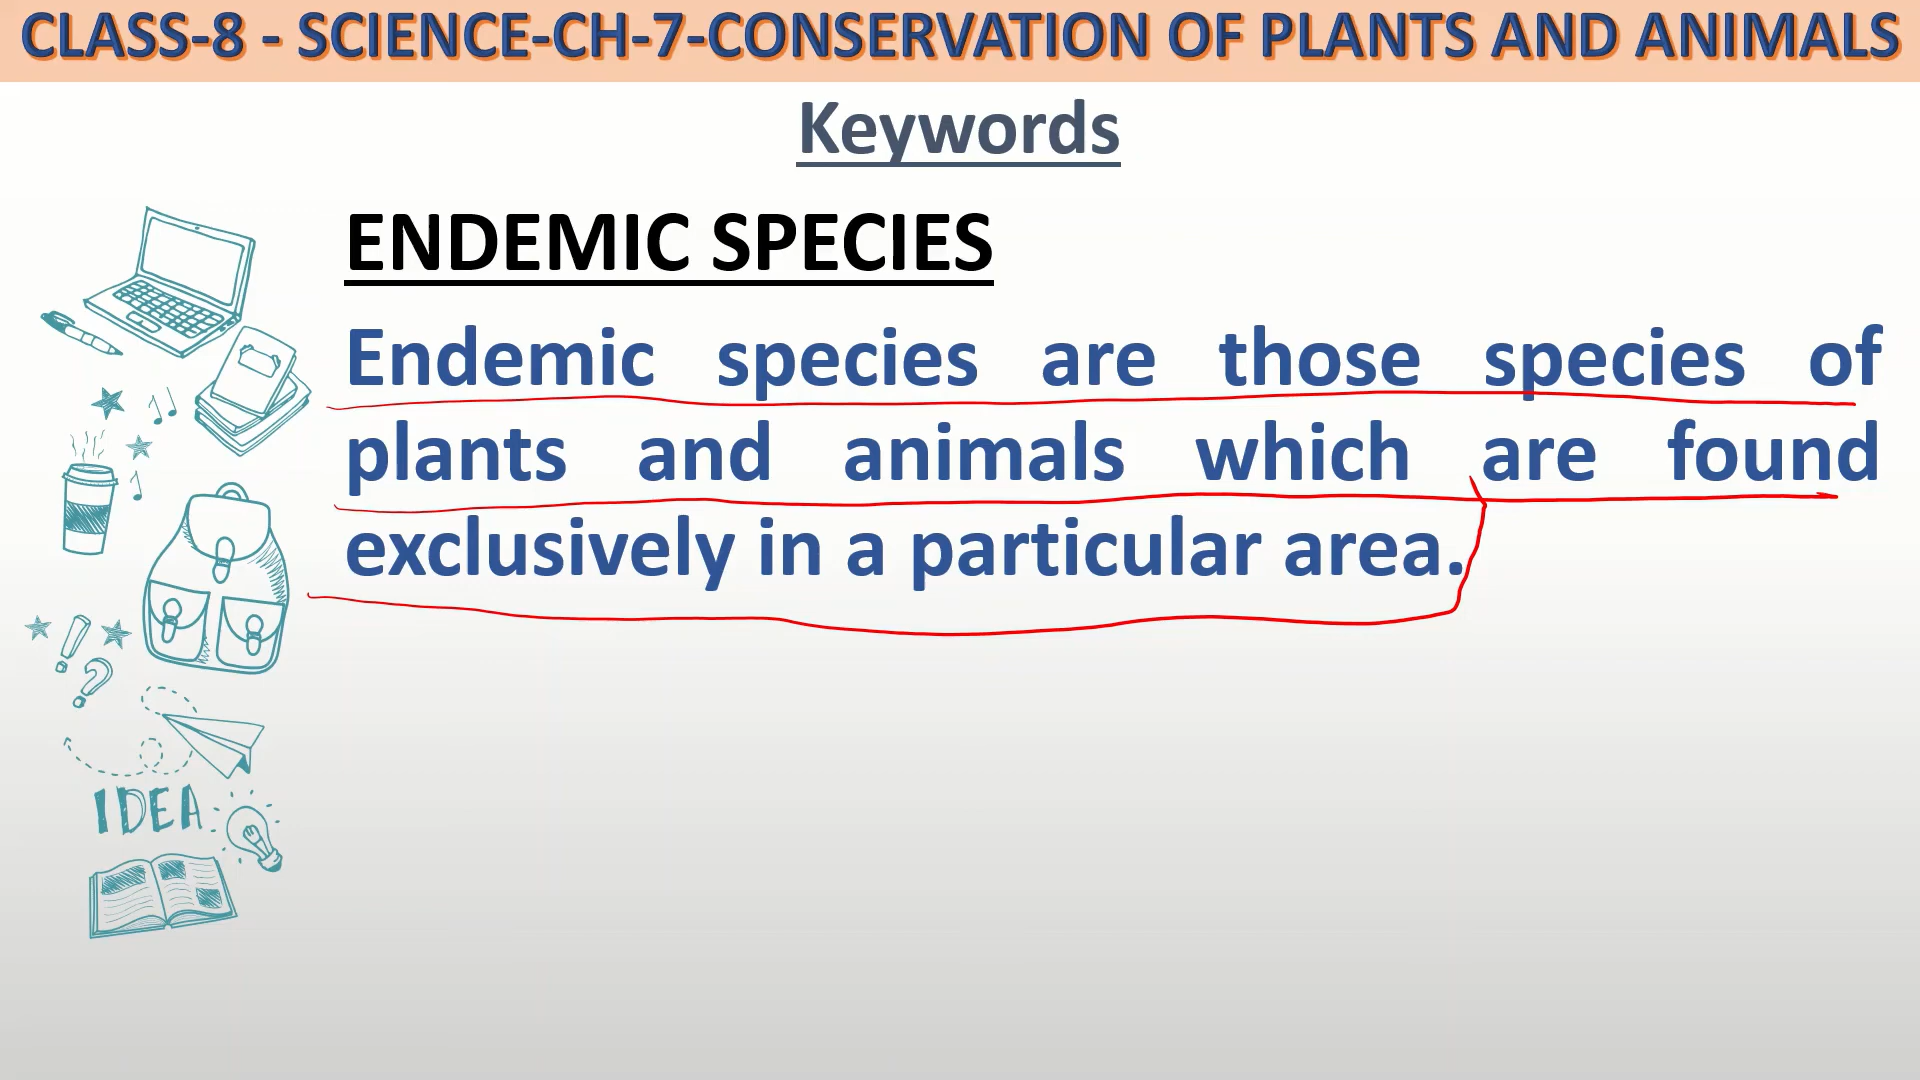 CLASS-8 - SCIENCE-CH-7-CONSERVATION OF PLANTS AND ANIMALS
Keywords
ENDEMIC SPECIES
Endemic species are those species of
plants and animals which are found
exclusively in a particular area.
IDEA